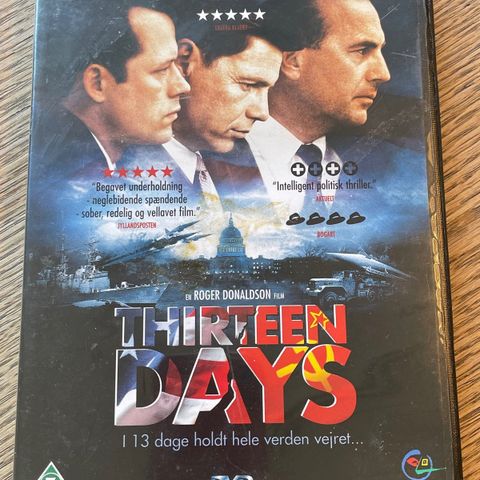 "Begavet underholdning
- neglebidende spændende
- sober, redelig og vellavet film."
JYLLANDSPOSTEN
"Intelligent politisk thriller."
AKTUELT
BOGART
EN ROGER DONALDSON FILM
THIRTEEN
DAYS
I 13 dage holdt hele verden vejret...